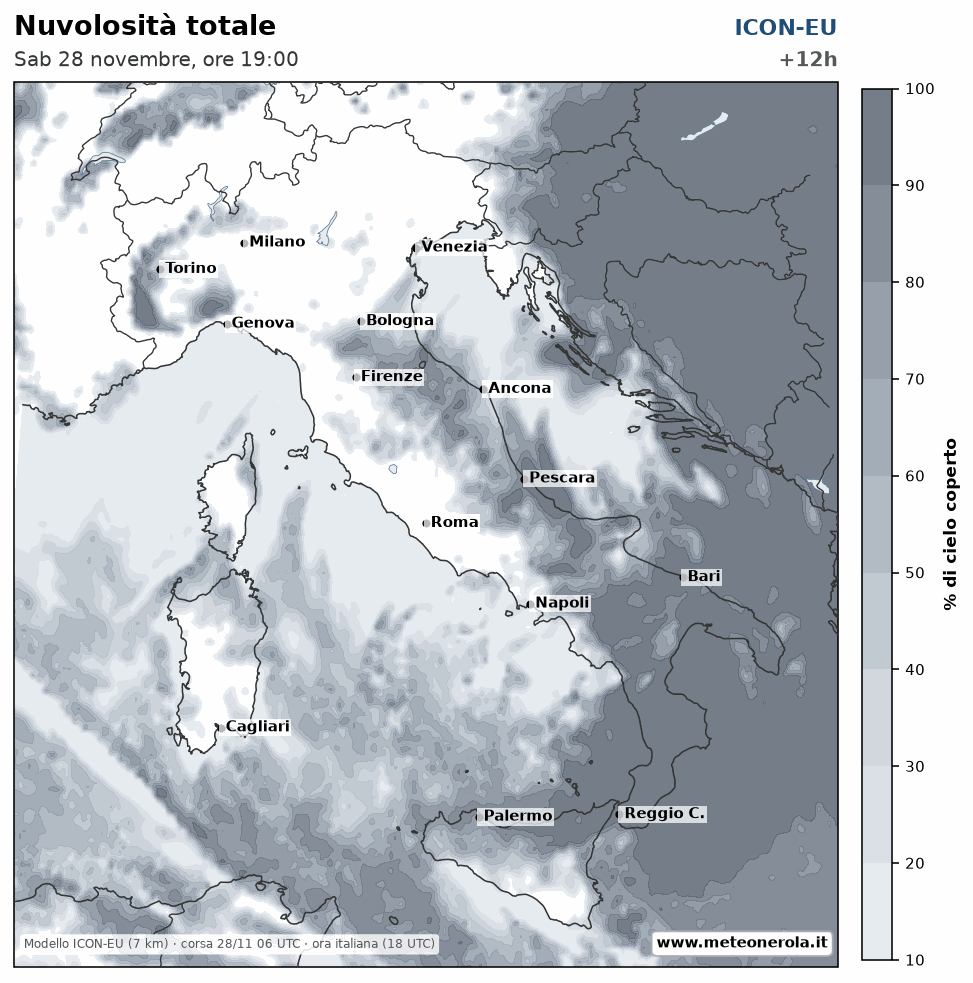 Nuvolosità totale
ICON-EU
Sab 28 novembre, ore 19:00
+12h
100
90
80
70
60
50
40
30
20
10
% di cielo coperto
Milano
Venezia
Torino
Genova
Bologna
Firenze
Ancona
Pescara
Roma
Bari
Napoli
Cagliari
Palermo
Reggio C.
Modello ICON-EU (7 km) · corsa 28/11 06 UTC · ora italiana (18 UTC)
www.meteonerola.it